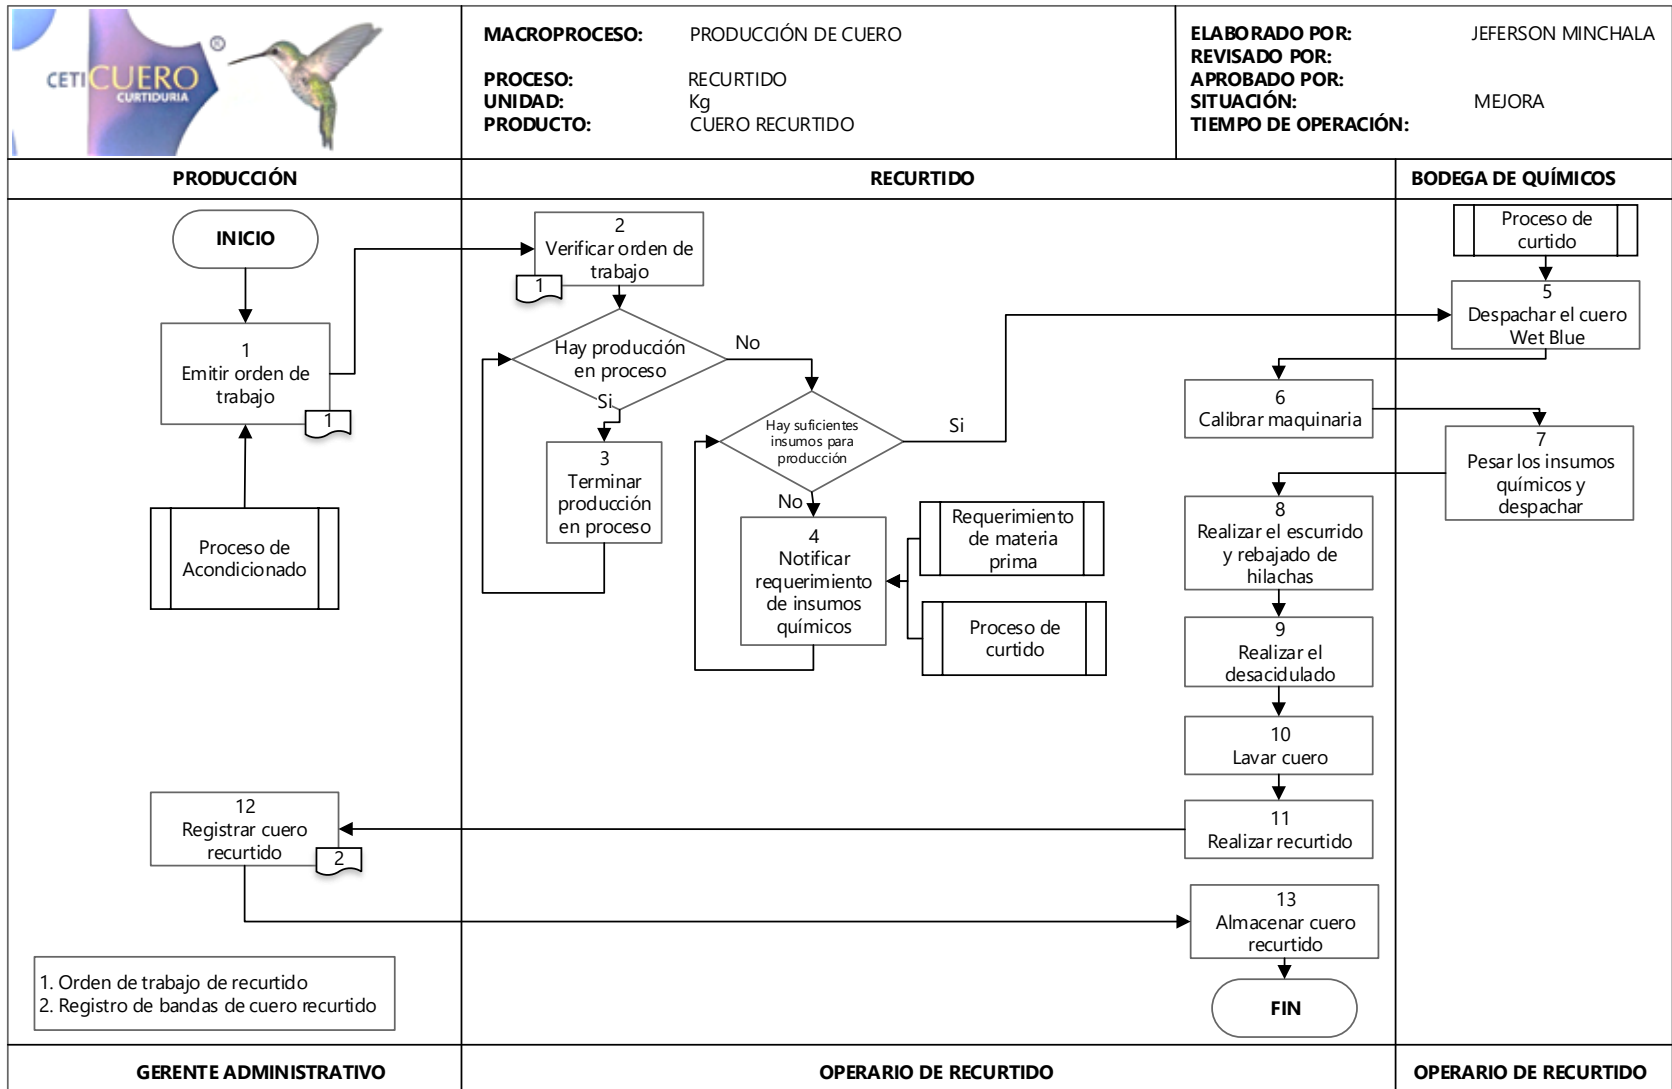 CETICUERO
CURTIDURIA
®
MACROPROCESO: PRODUCCIÓN DE CUERO
PROCESO: RECURTIDO
UNIDAD: Kg
PRODUCTO: CUERO RECURTIDO
ELABORADO POR: JEFERSON MINCHALA
REVISADO POR:
APROBADO POR:
SITUACIÓN: MEJORA
TIEMPO DE OPERACIÓN:
PRODUCCIÓN
RECURTIDO
BODEGA DE QUÍMICOS
INICIO
1
Emitir orden de
trabajo
1
Proceso de
Acondicionado
2
Verificar orden de
trabajo
1
Hay producción
en proceso
No
Si
3
Terminar
producción
en proceso
Hay suficientes
insumos para
producción
Si
No
4
Notificar
requerimiento
de insumos
químicos
Requerimiento
de materia
prima
Proceso de
curtido
Proceso de
curtido
5
Despachar el cuero
Wet Blue
6
Calibrar maquinaria
7
Pesar los insumos
químicos y
despachar
8
Realizar el escurrido
y rebajado de
hilachas
9
Realizar el
desacidulado
10
Lavar cuero
11
Realizar recurtido
12
Registrar cuero
recurtido
2
13
Almacenar cuero
recurtido
FIN
1. Orden de trabajo de recurtido
2. Registro de bandas de cuero recurtido
GERENTE ADMINISTRATIVO
OPERARIO DE RECURTIDO
OPERARIO DE RECURTIDO